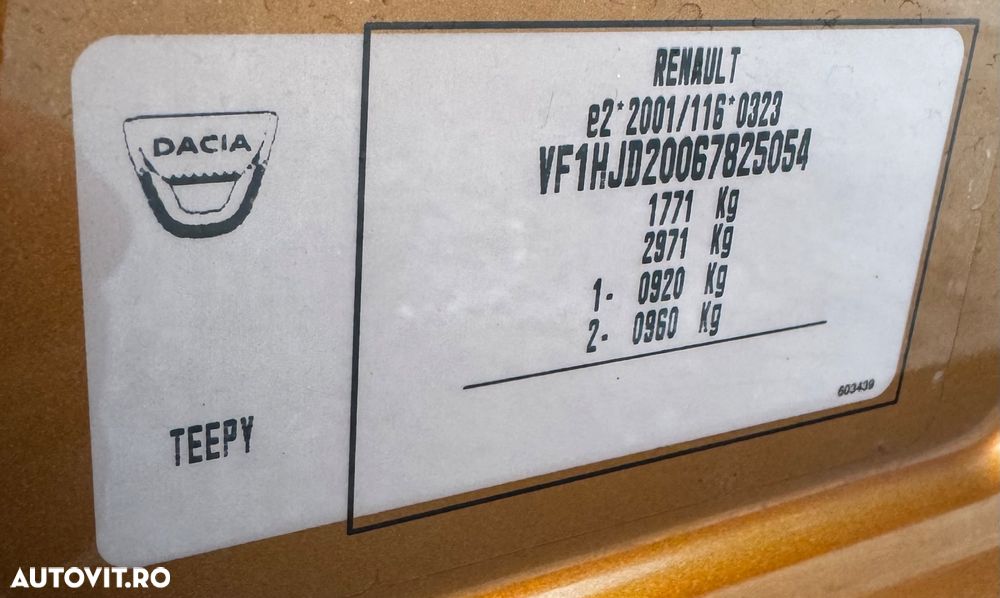 DACIA
TEEPY
RENAULT
e2*2001/116*0323
VF1HJD20067825054
1771 Kg
2971 Kg
1- 0920 Kg
2- 0960 Kg
603439
AUTOVIT.RO